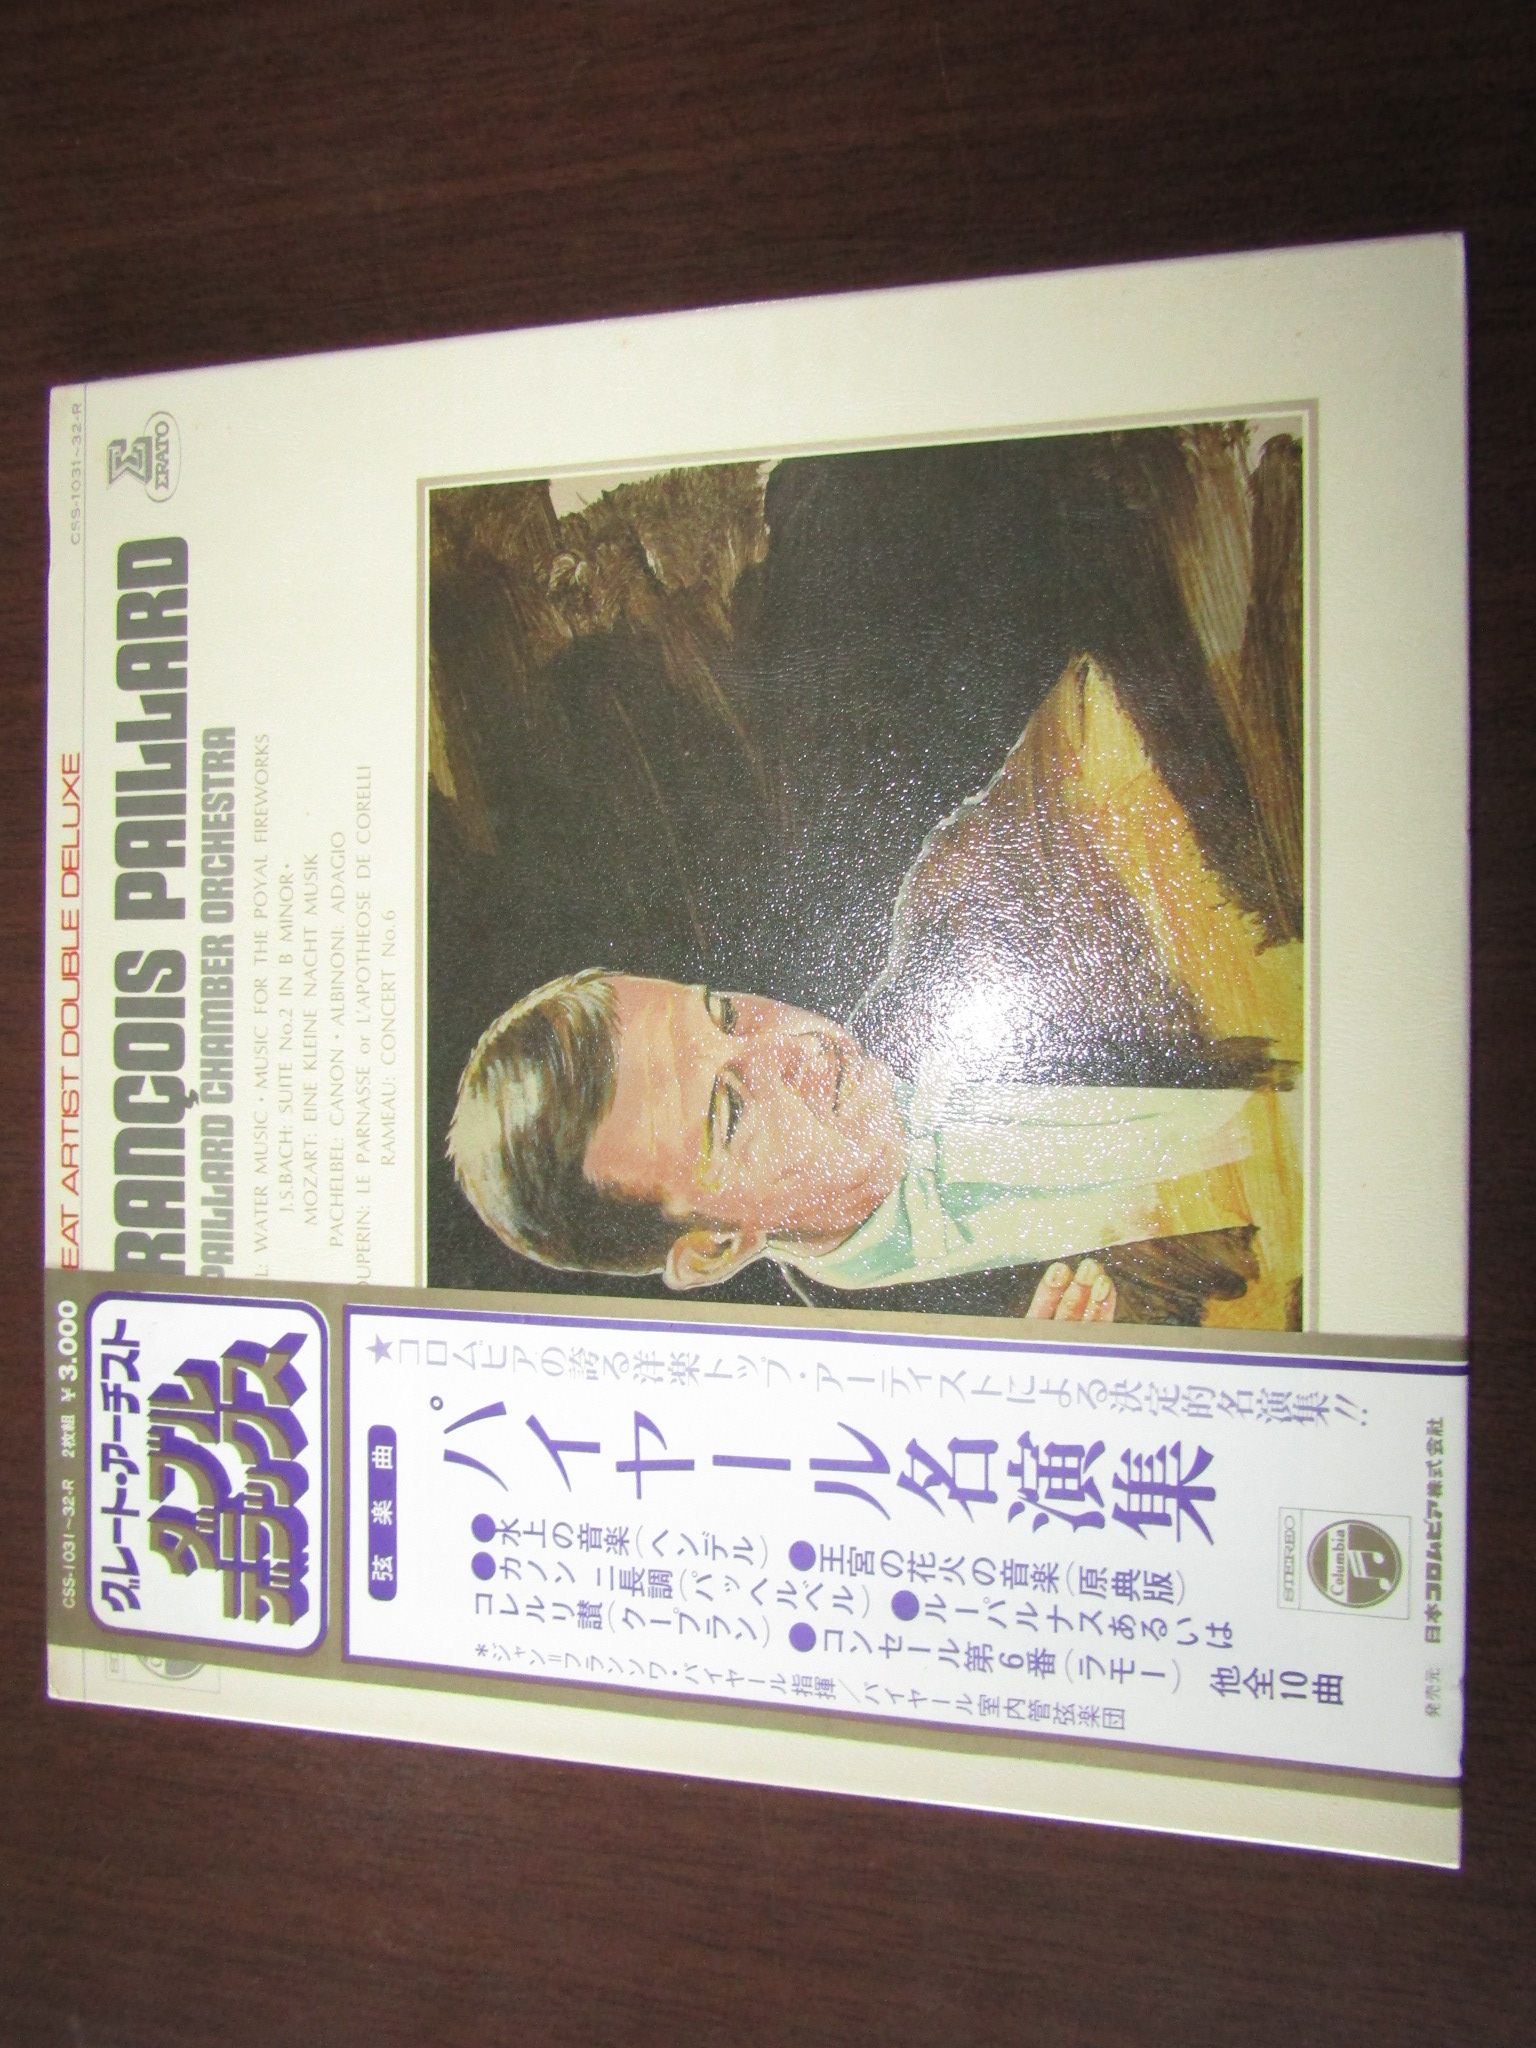 EAT ARTIST DOUBLE DELUXE
CSS-1031~32-R
RANÇOIS PAILLARD
ERATO
PAILLARD CHAMBER ORCHESTRA
L: WATER MUSIC・MUSIC FOR THE POYAL FIREWORKS
J.S.BACH: SUITE No.2 IN B MINOR・
MOZART: EINE KLEINE NACHT MUSIK
PACHELBEL: CANON・ALBINONI: ADAGIO
OUPERIN: LE PARNASSE or L'APOTHEOSE DE CORELLI
RAMEAU: CONCERT No.6
CSS-1031~32-R 2枚組 ¥3.000
グレート・アーチスト
ダブル
デラックス
★コロムビアの誇る洋楽トップ・アーティストによる決定的名演集!!
弦楽曲
パイヤール名演集
●水上の音楽(ヘンデル)●王宮の花火の音楽(原典版)
●カノン ニ長調(パッヘルベル)●ル・パルナスあるいは
コレルリ讃(クープラン)●コンセール第6番(ラモー)
他全10曲
*ジャン=フランソワ・パイヤール指揮/パイヤール室内管弦楽団
STEREO
Columbia
発売元 日本コロムビア株式会社